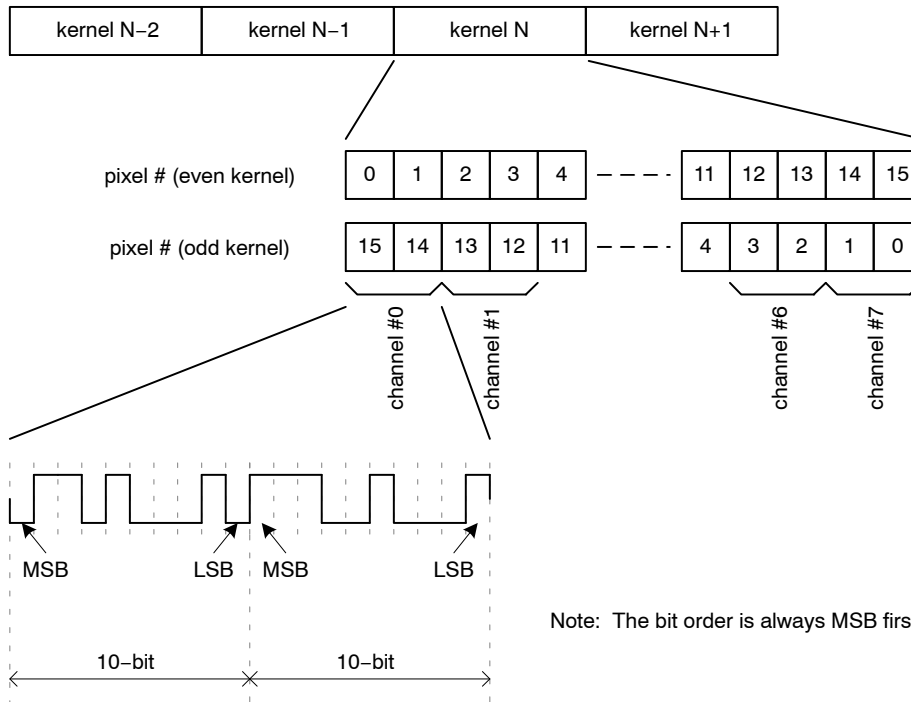 kernel N−2 kernel N−1 kernel N kernel N+1
pixel # (even kernel) 0 1 2 3 4 11 12 13 14 15
pixel # (odd kernel) 15 14 13 12 11 4 3 2 1 0
channel #0 channel #1 channel #6 channel #7
MSB LSB MSB LSB
Note: The bit order is always MSB firs
10−bit 10−bit